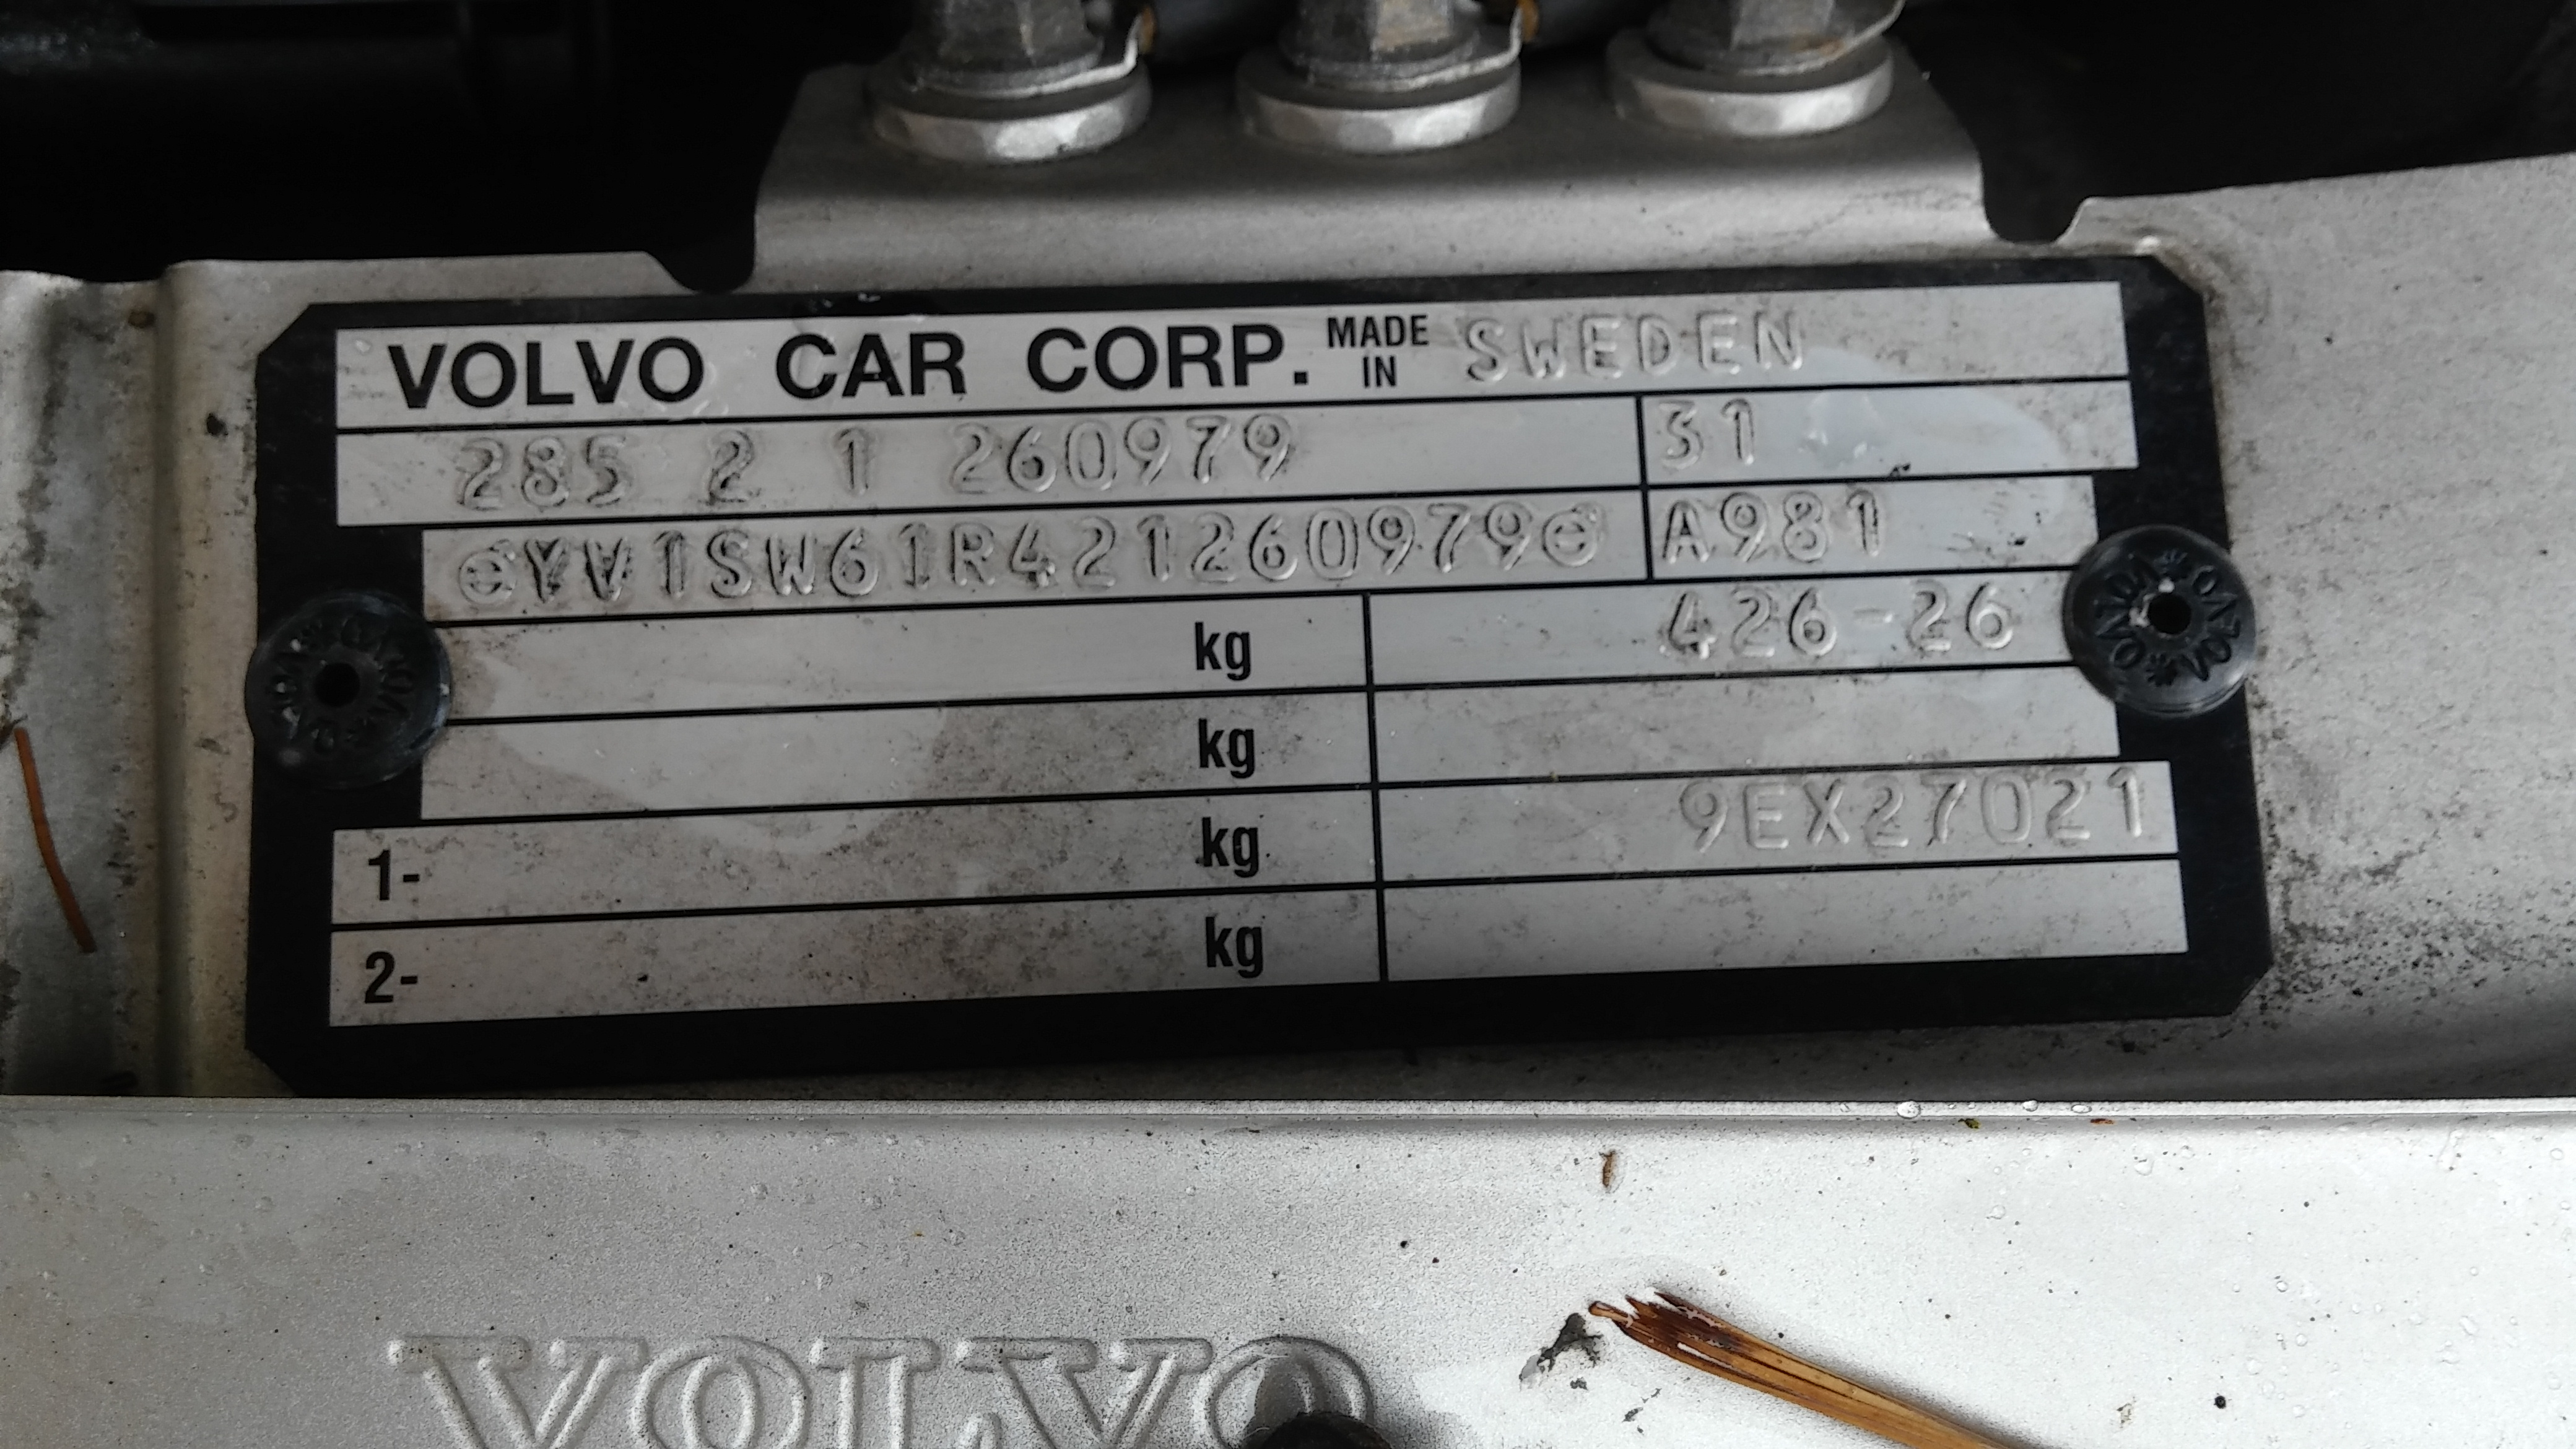 VOLVO CAR CORP. MADE IN SWEDEN
285 2 1 260979 31
YV1SW61R421260979 A981
kg 426-26
kg
1- kg 9EX27021
2- kg
VOLVO